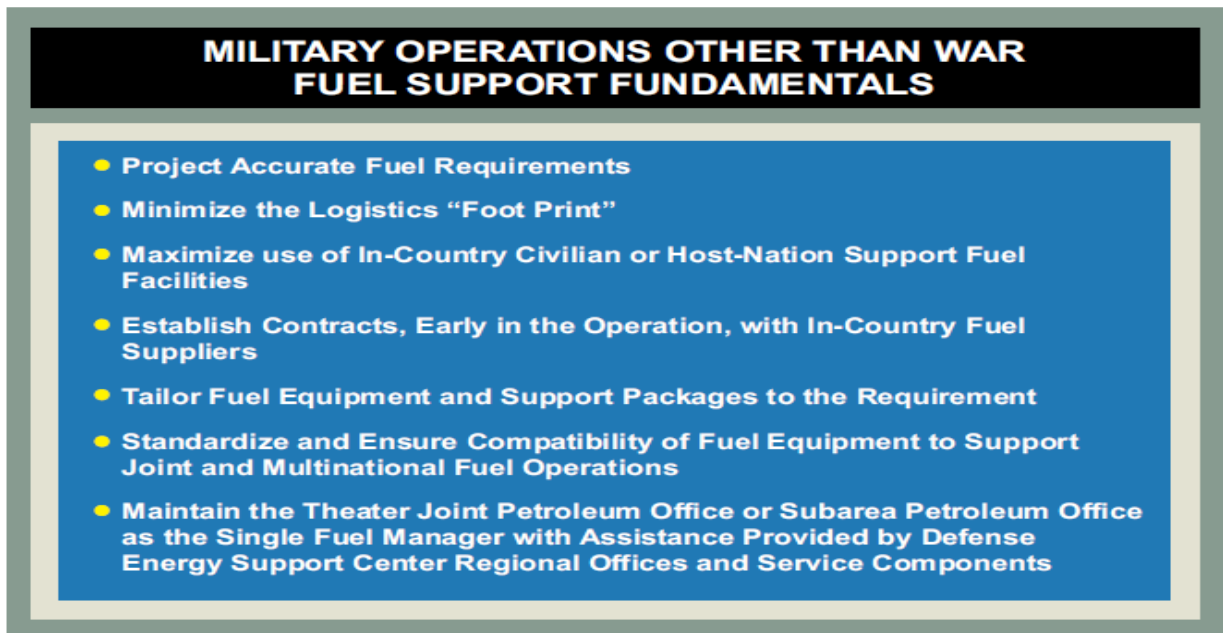 MILITARY OPERATIONS OTHER THAN WAR
FUEL SUPPORT FUNDAMENTALS
Project Accurate Fuel Requirements
Minimize the Logistics “Foot Print”
Maximize use of In-Country Civilian or Host-Nation Support Fuel
Facilities
Establish Contracts, Early in the Operation, with In-Country Fuel
Suppliers
Tailor Fuel Equipment and Support Packages to the Requirement
Standardize and Ensure Compatibility of Fuel Equipment to Support
Joint and Multinational Fuel Operations
Maintain the Theater Joint Petroleum Office or Subarea Petroleum Office
as the Single Fuel Manager with Assistance Provided by Defense
Energy Support Center Regional Offices and Service Components